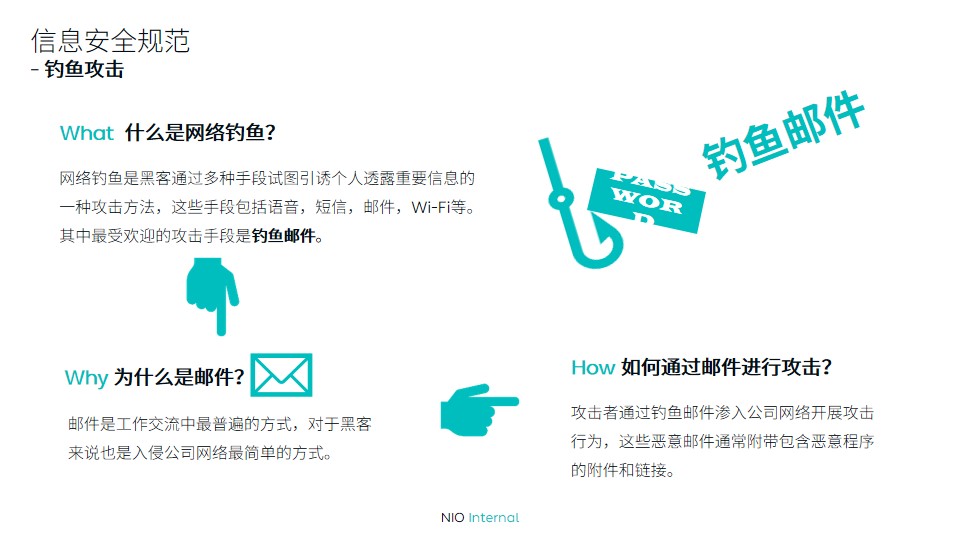 信息安全规范
- 钓鱼攻击
What 什么是网络钓鱼？
网络钓鱼是黑客通过多种手段试图引诱个人透露重要信息的
一种攻击方法，这些手段包括语音，短信，邮件，Wi-Fi等。
其中最受欢迎的攻击手段是钓鱼邮件。
钓鱼邮件
PASS
WOR
D
Why 为什么是邮件？
邮件是工作交流中最普遍的方式，对于黑客
来说也是入侵公司网络最简单的方式。
How 如何通过邮件进行攻击？
攻击者通过钓鱼邮件渗入公司网络开展攻击
行为，这些恶意邮件通常附带包含恶意程序
的附件和链接。
NIO Internal